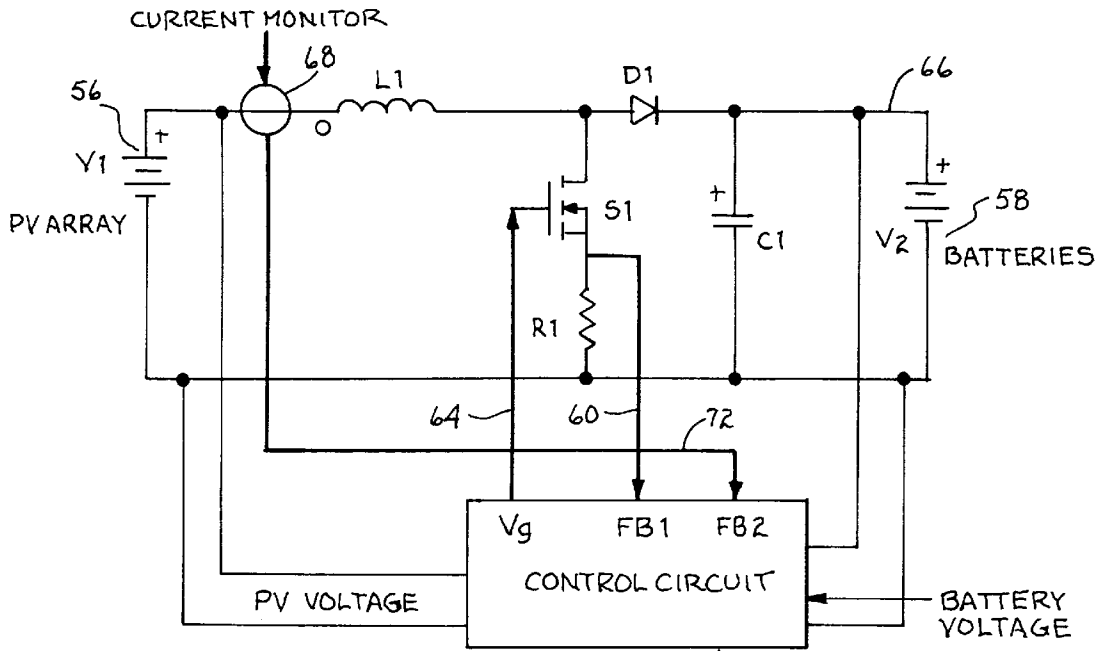 CURRENT MONITOR
68
56
L1
D1
66
+
V1
PV ARRAY
S1
+
C1
+
V2
58
BATTERIES
R1
64
60
72
Vg
FB1
FB2
CONTROL CIRCUIT
PV VOLTAGE
BATTERY
VOLTAGE